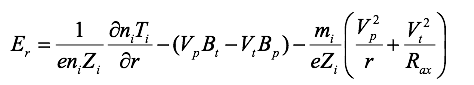 E_r = \frac{1}{e n_i Z_i} \frac{\partial n_i T_i}{\partial r} - (V_p B_t - V_t B_p) - \frac{m_i}{e Z_i} \left( \frac{V_p^2}{r} + \frac{V_t^2}{R_{ax}} \right)